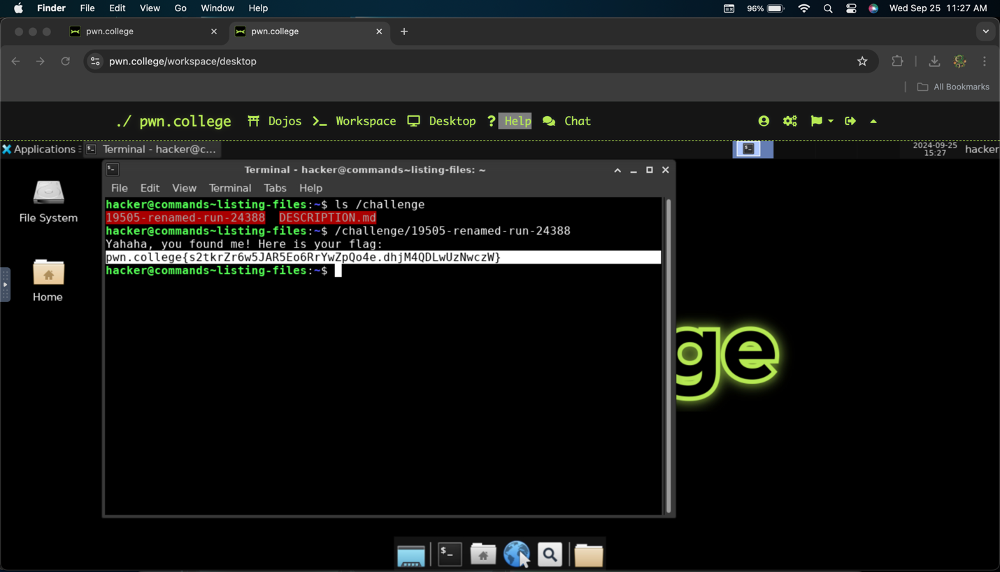 Finder File Edit View Go Window Help 96% Wed Sep 25 11:27 AM
pwn.college pwn.college
pwn.college/workspace/desktop
All Bookmarks
./ pwn.college Dojos >_ Workspace Desktop ? Help Chat
Applications Terminal - hacker@c... 2024-09-25 15:27 hacker
Terminal - hacker@commands~listing-files: ~
File Edit View Terminal Tabs Help
hacker@commands~listing-files:~$ ls /challenge
19505-renamed-run-24388 DESCRIPTION.md
hacker@commands~listing-files:~$ /challenge/19505-renamed-run-24388
Yahaha, you found me! Here is your flag:
pwn.college{s2tkrZr6w5JAR5Eo6RrYwZpQo4e.dhjM4QDLwUzNwczW}
hacker@commands~listing-files:~$
File System
Home
ge
$_